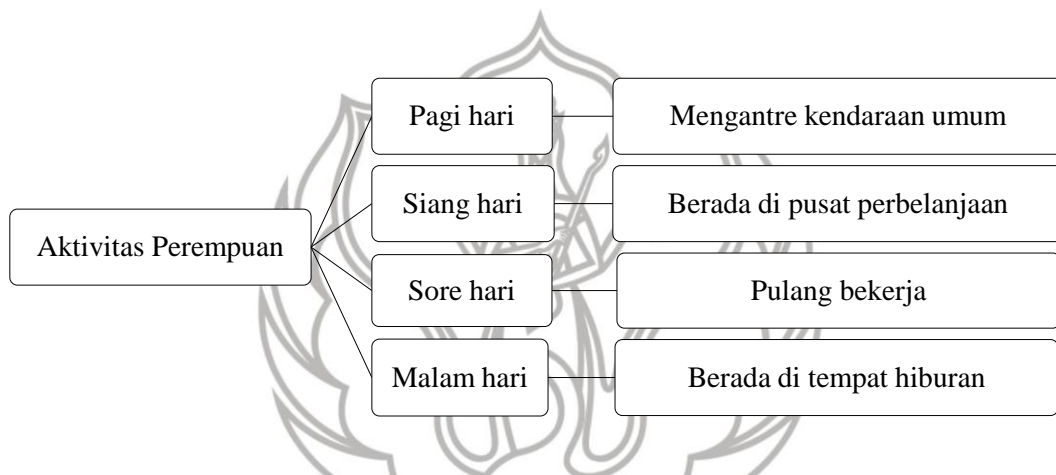 Aktivitas Perempuan
Pagi hari
Mengantre kendaraan umum
Siang hari
Berada di pusat perbelanjaan
Sore hari
Pulang bekerja
Malam hari
Berada di tempat hiburan